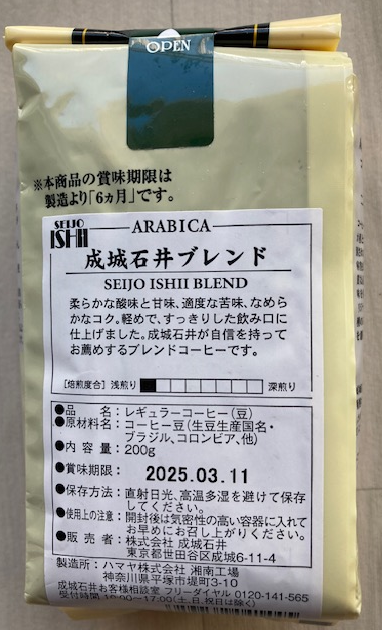 OPEN
※本商品の賞味期限は
製造より「6ヵ月」です。
SEIJO
ISHII
ARABICA
成城石井ブレンド
SEIJO ISHII BLEND
柔らかな酸味と甘味、適度な苦味、なめら
かなコク。軽めで、すっきりした飲み口に
仕上げました。成城石井が自信を持って
お薦めするブレンドコーヒーです。
[焙煎度合] 浅煎り 深煎り
●品名:レギュラーコーヒー(豆)
●原材料名:コーヒー豆(生豆生産国名・
ブラジル、コロンビア、他)
●内容量:200g
●賞味期限:2025.03.11
●保存方法:直射日光、高温多湿を避けて保存
してください。
●使用上の注意:開封後は気密性の高い容器に入れて
お早めにお召し上がりください。
●販売者:株式会社 成城石井
東京都世田谷区成城6-11-4
製造所:ハマヤ株式会社 湘南工場
神奈川県平塚市堤町3-10
成城石井お客様相談室 フリーダイヤル 0120-141-565
受付時間 10:00〜17:00(土、日、祝日は除く)